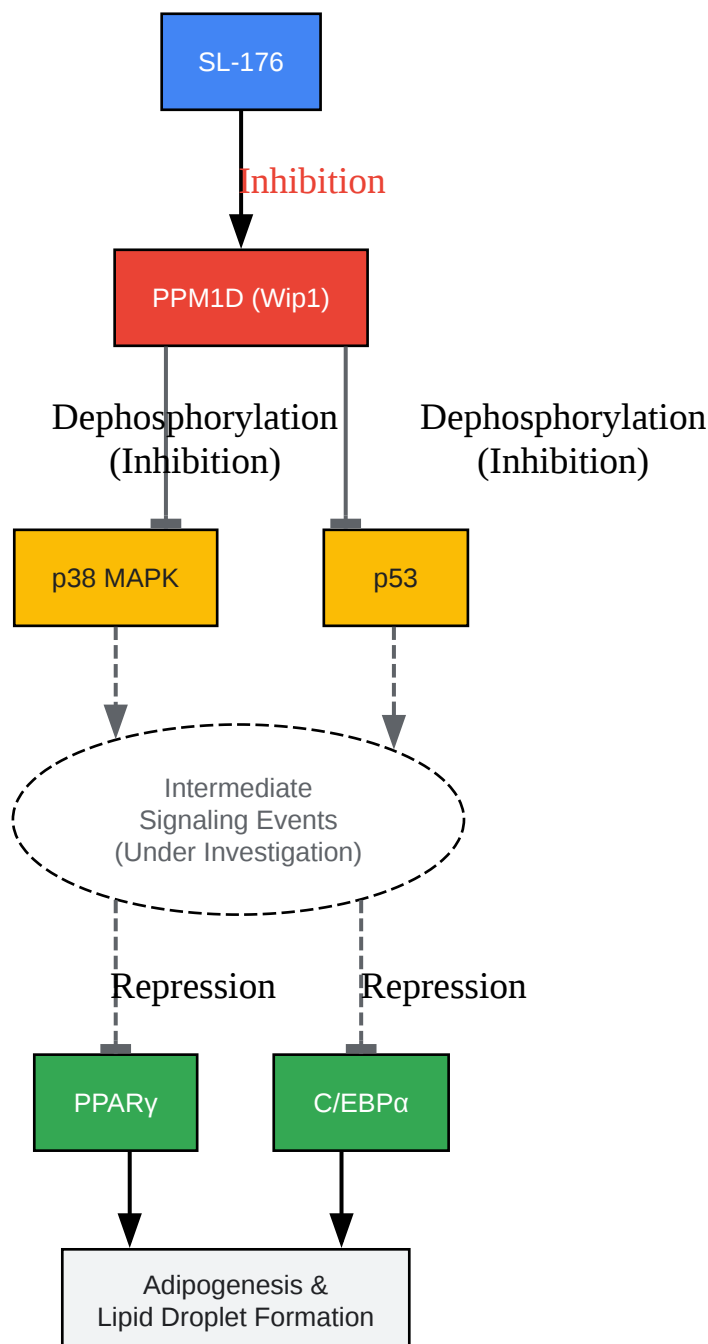 SL-176
Inhibition
PPM1D (Wip1)
Dephosphorylation
(Inhibition)
Dephosphorylation
(Inhibition)
p38 MAPK
p53
Intermediate
Signaling Events
(Under Investigation)
Repression
Repression
PPARγ
C/EBPα
Adipogenesis &
Lipid Droplet Formation